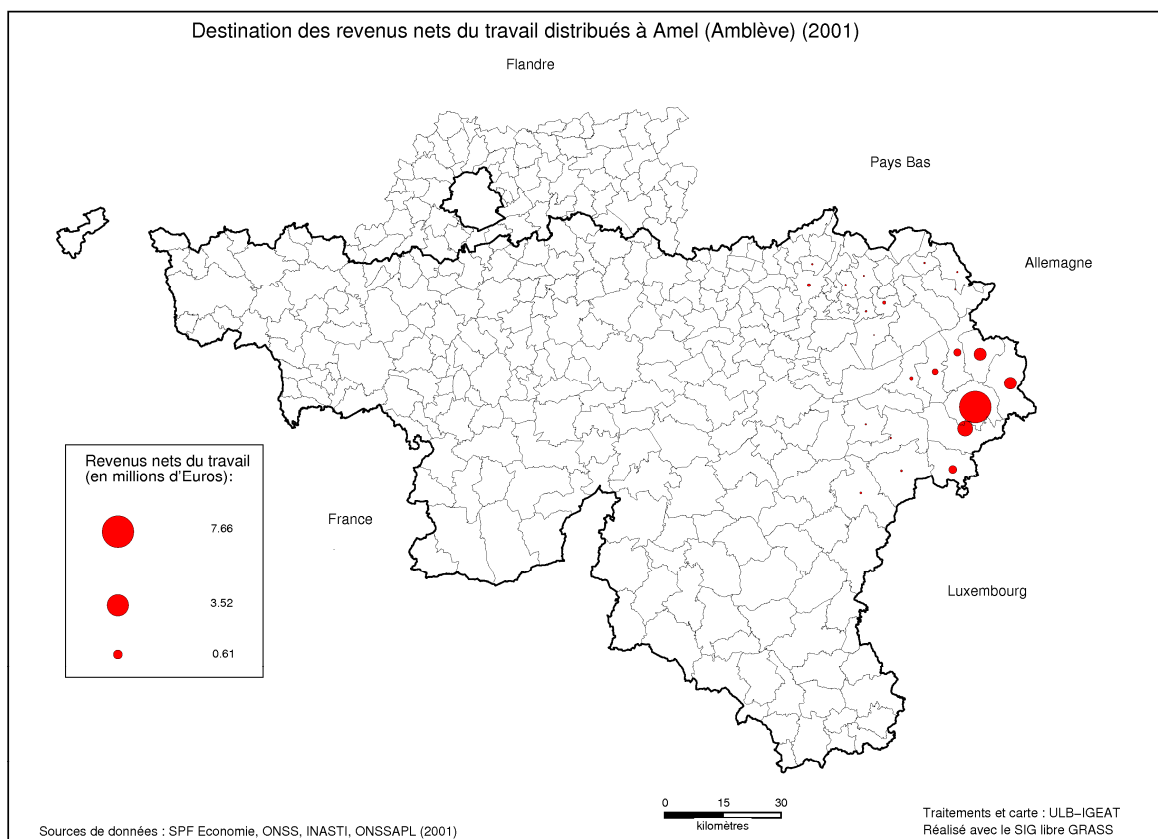 Destination des revenus nets du travail distribués à Amel (Amblève) (2001)
Flandre
Pays Bas
Allemagne
Revenus nets du travail
(en millions d'Euros):
7.66
3.52
0.61
France
Luxembourg
0 15 30
kilomètres
Sources de données : SPF Economie, ONSS, INASTI, ONSSAPL (2001)
Traitements et carte : ULB-IGEAT
Réalisé avec le SIG libre GRASS